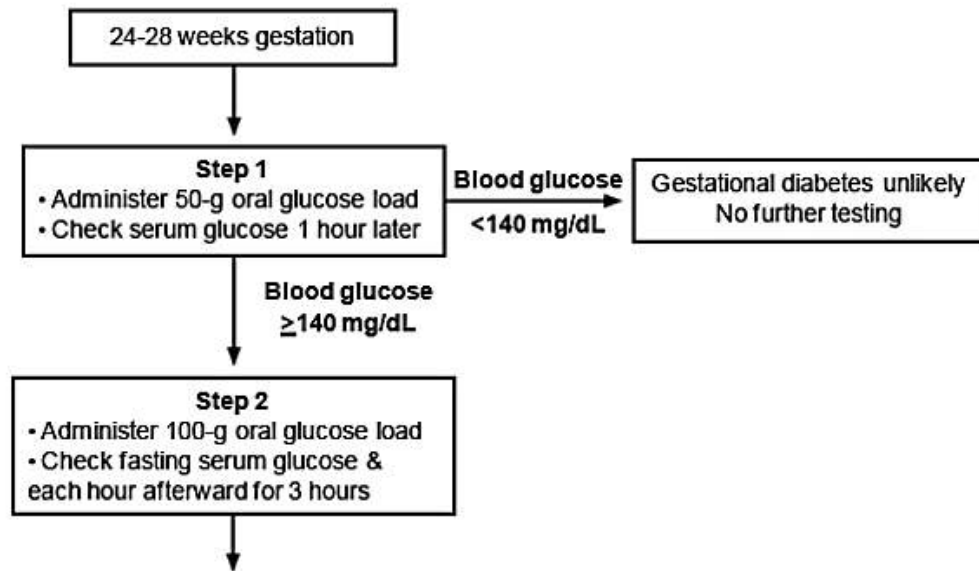 24-28 weeks gestation
Step 1
• Administer 50-g oral glucose load
• Check serum glucose 1 hour later
Blood glucose
<140 mg/dL
Gestational diabetes unlikely
No further testing
Blood glucose
≥140 mg/dL
Step 2
• Administer 100-g oral glucose load
• Check fasting serum glucose &
each hour afterward for 3 hours